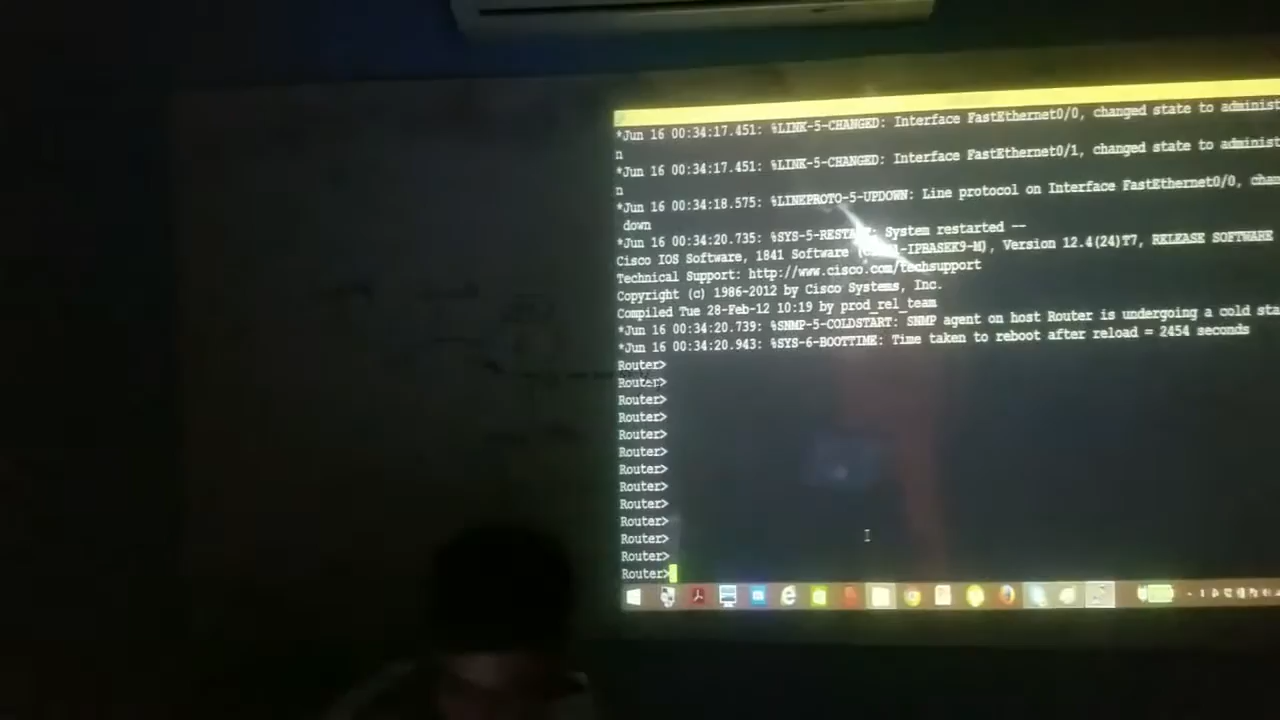 *Jun 16 00:34:17.451: %LINK-5-CHANGED: Interface FastEthernet0/0, changed state to administ
n
*Jun 16 00:34:17.451: %LINK-5-CHANGED: Interface FastEthernet0/1, changed state to administ
n
*Jun 16 00:34:18.575: %LINEPROTO-5-UPDOWN: Line protocol on Interface FastEthernet0/0, chan
down
*Jun 16 00:34:20.735: %SYS-5-RESTART: System restarted --
Cisco IOS Software, 1841 Software -IPBASEK9-M), Version 12.4(24)T7, RELEASE SOFTWARE
Technical Support: http://www.cisco.com/techsupport
Copyright (c) 1986-2012 by Cisco Systems, Inc.
Compiled Tue 28-Feb-12 10:19 by prod_rel_team
*Jun 16 00:34:20.739: %SNMP-5-COLDSTART: SNMP agent on host Router is undergoing a cold sta
*Jun 16 00:34:20.943: %SYS-6-BOOTTIME: Time taken to reboot after reload = 2454 seconds
Router>
Router>
Router>
Router>
Router>
Router>
Router>
Router>
Router>
Router>
Router>
Router>
Router>